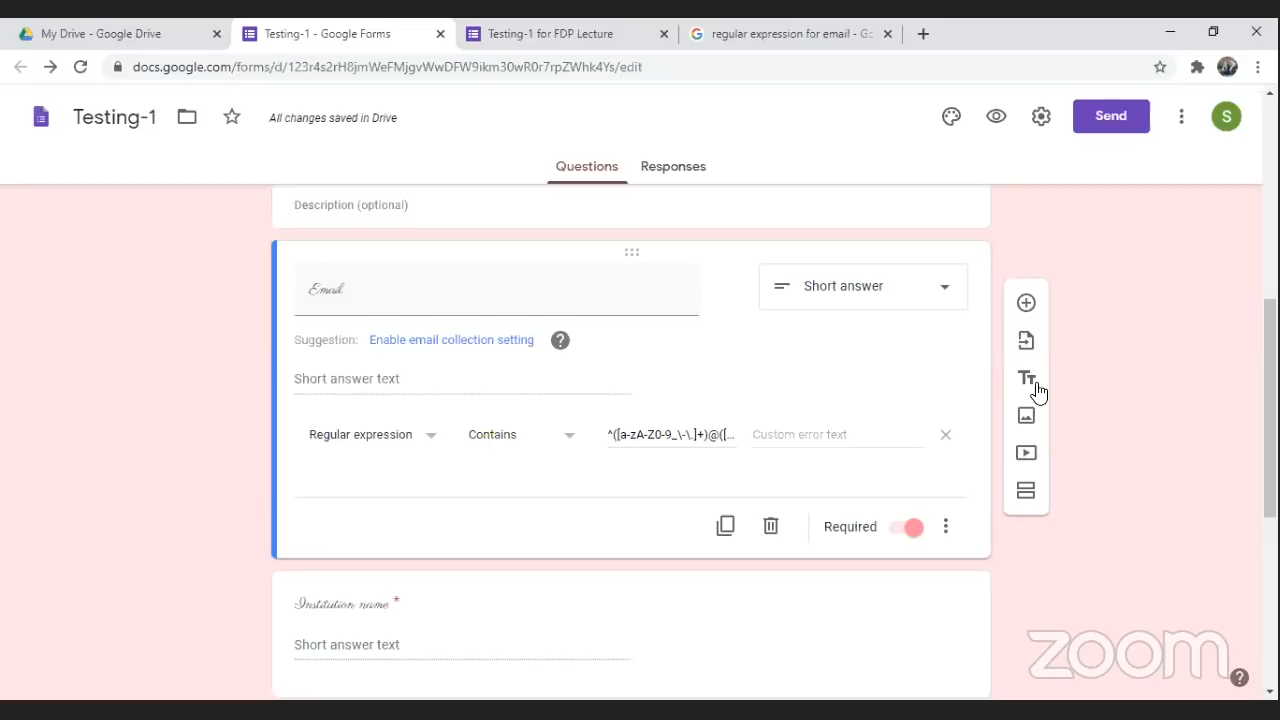 My Drive - Google Drive
Testing-1 - Google Forms
Testing-1 for FDP Lecture
regular expression for email - Go
docs.google.com/forms/d/123r4s2rH8jmWeFMjgvWwDFW9ikm30wR0r7rpZWhk4Ys/edit
Testing-1
All changes saved in Drive
Send
S
Questions
Responses
Description (optional)
Email
Short answer
Suggestion: Enable email collection setting
Short answer text
Tт
Regular expression
Contains
^([a-zA-Z0-9_\-\.]+)@([...
Custom error text
Required
Institution name *
Short answer text
zoom